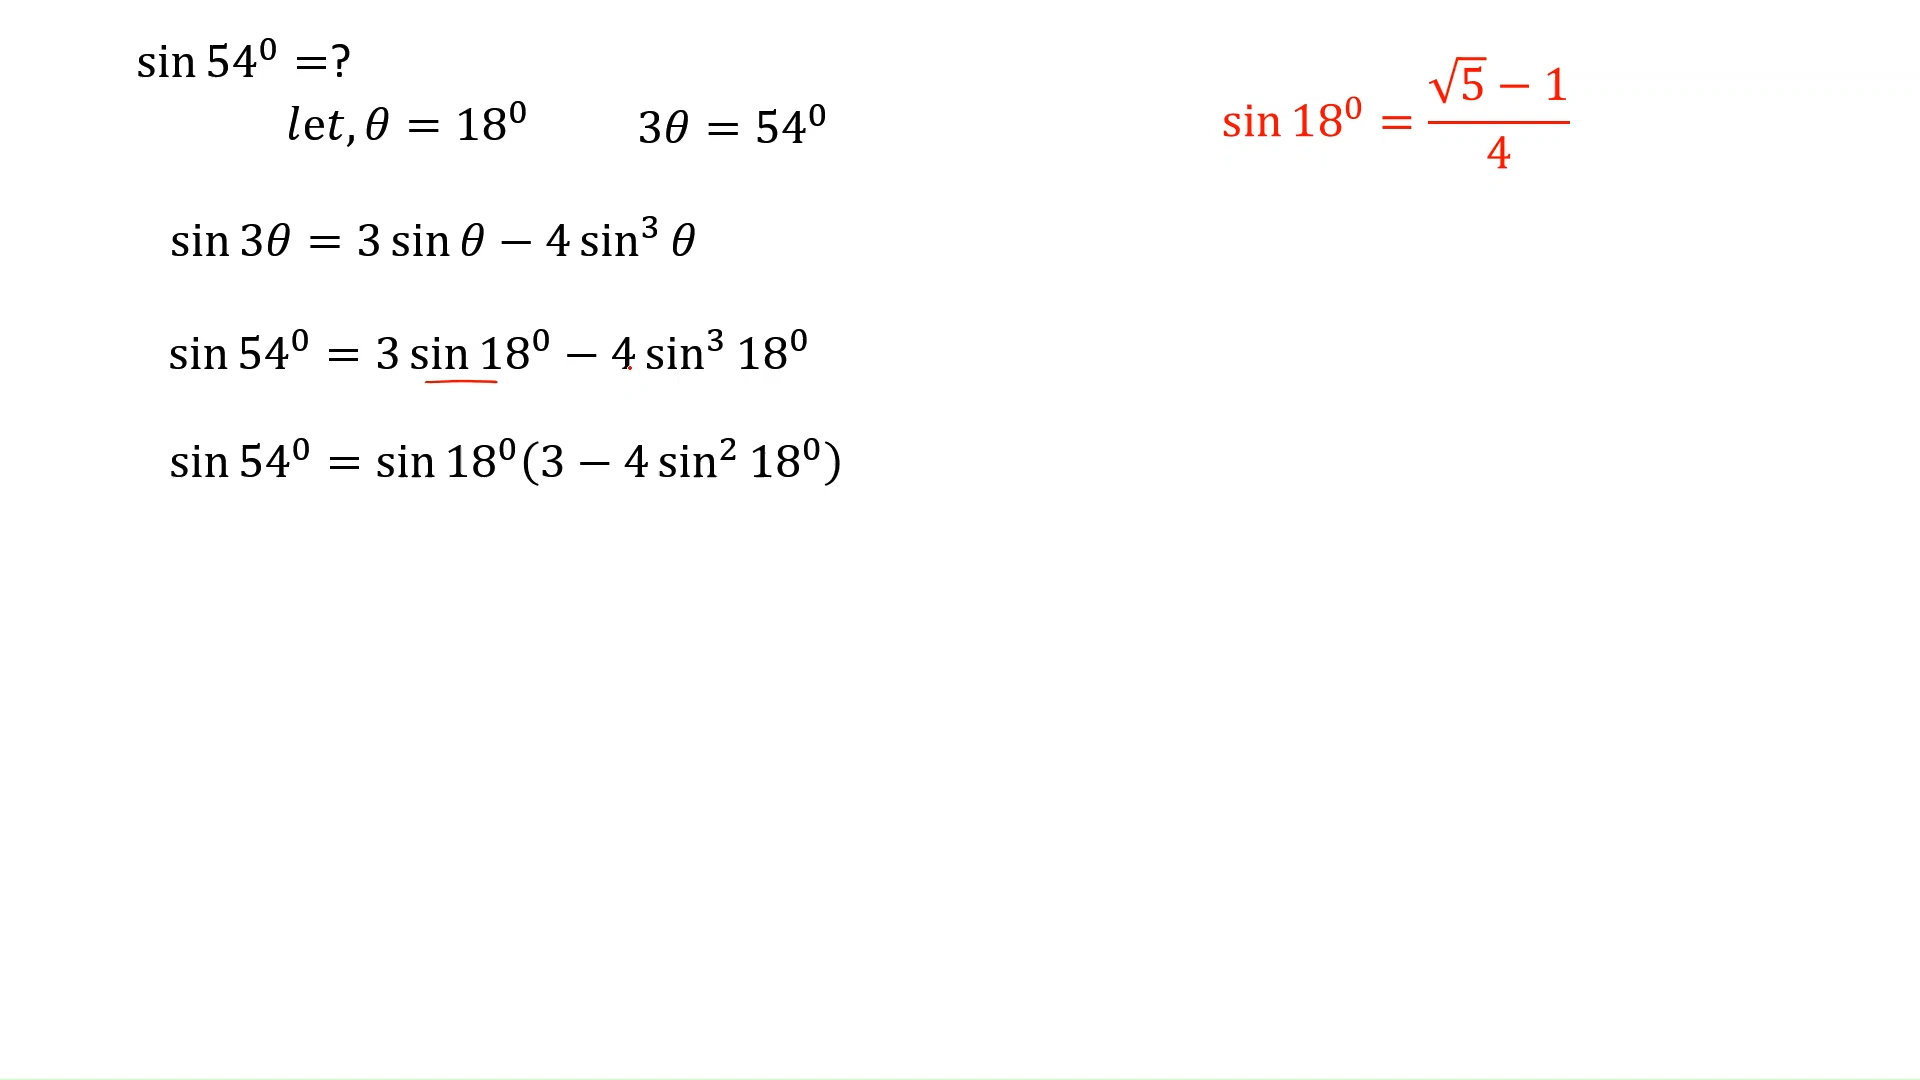 sin 54⁰ =?
let, θ = 18⁰    3θ = 54⁰
sin 18⁰ = (√5 − 1)/4
sin 3θ = 3 sin θ − 4 sin³ θ
sin 54⁰ = 3 sin 18⁰ − 4 sin³ 18⁰
sin 54⁰ = sin 18⁰(3 − 4 sin² 18⁰)